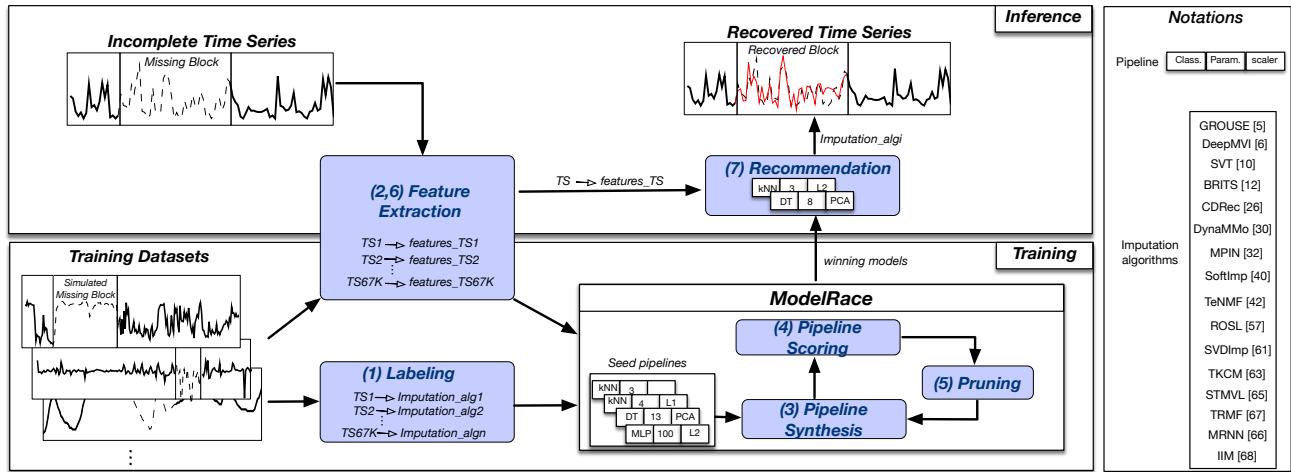 Inference
Incomplete Time Series
Missing Block
Recovered Time Series
Recovered Block
Imputation_algi
(2,6) Feature
Extraction
TS1 features_TS1
TS2 features_TS2
TS67K features_TS67K
TS features_TS
(7) Recommendation
kNN 3 L2
DT 8 PCA
winning models
Training
Training Datasets
Simulated
Missing Block
(1) Labeling
TS1 Imputation_alg1
TS2 Imputation_alg2
TS67K Imputation_algn
ModelRace
Seed pipelines
kNN 3
kNN 4 L1
DT 13 PCA
MLP 100 L2
(4) Pipeline
Scoring
(5) Pruning
(3) Pipeline
Synthesis
Notations
Pipeline
Class. Param. scaler
Imputation
algorithms
GROUSE [5]
DeepMVI [6]
SVT [10]
BRITS [12]
CDRec [26]
DynaMMo [30]
MPIN [32]
SoftImp [40]
TeNMF [42]
ROSL [57]
SVDImp [61]
TKCM [63]
STMVL [65]
TRMF [67]
MRNN [66]
IIM [68]